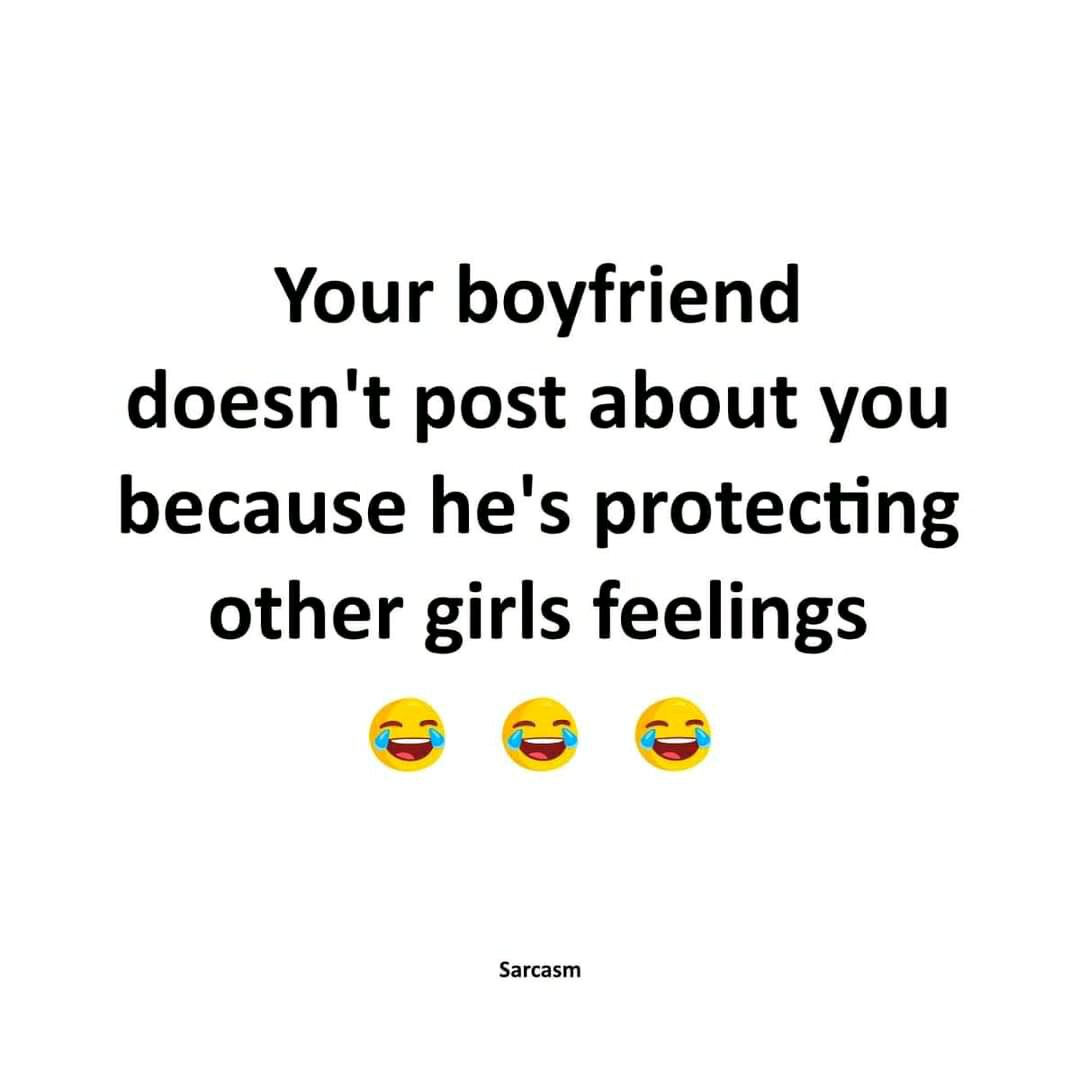 Your boyfriend
doesn't post about you
because he's protecting
other girls feelings
😂 😂 😂
Sarcasm